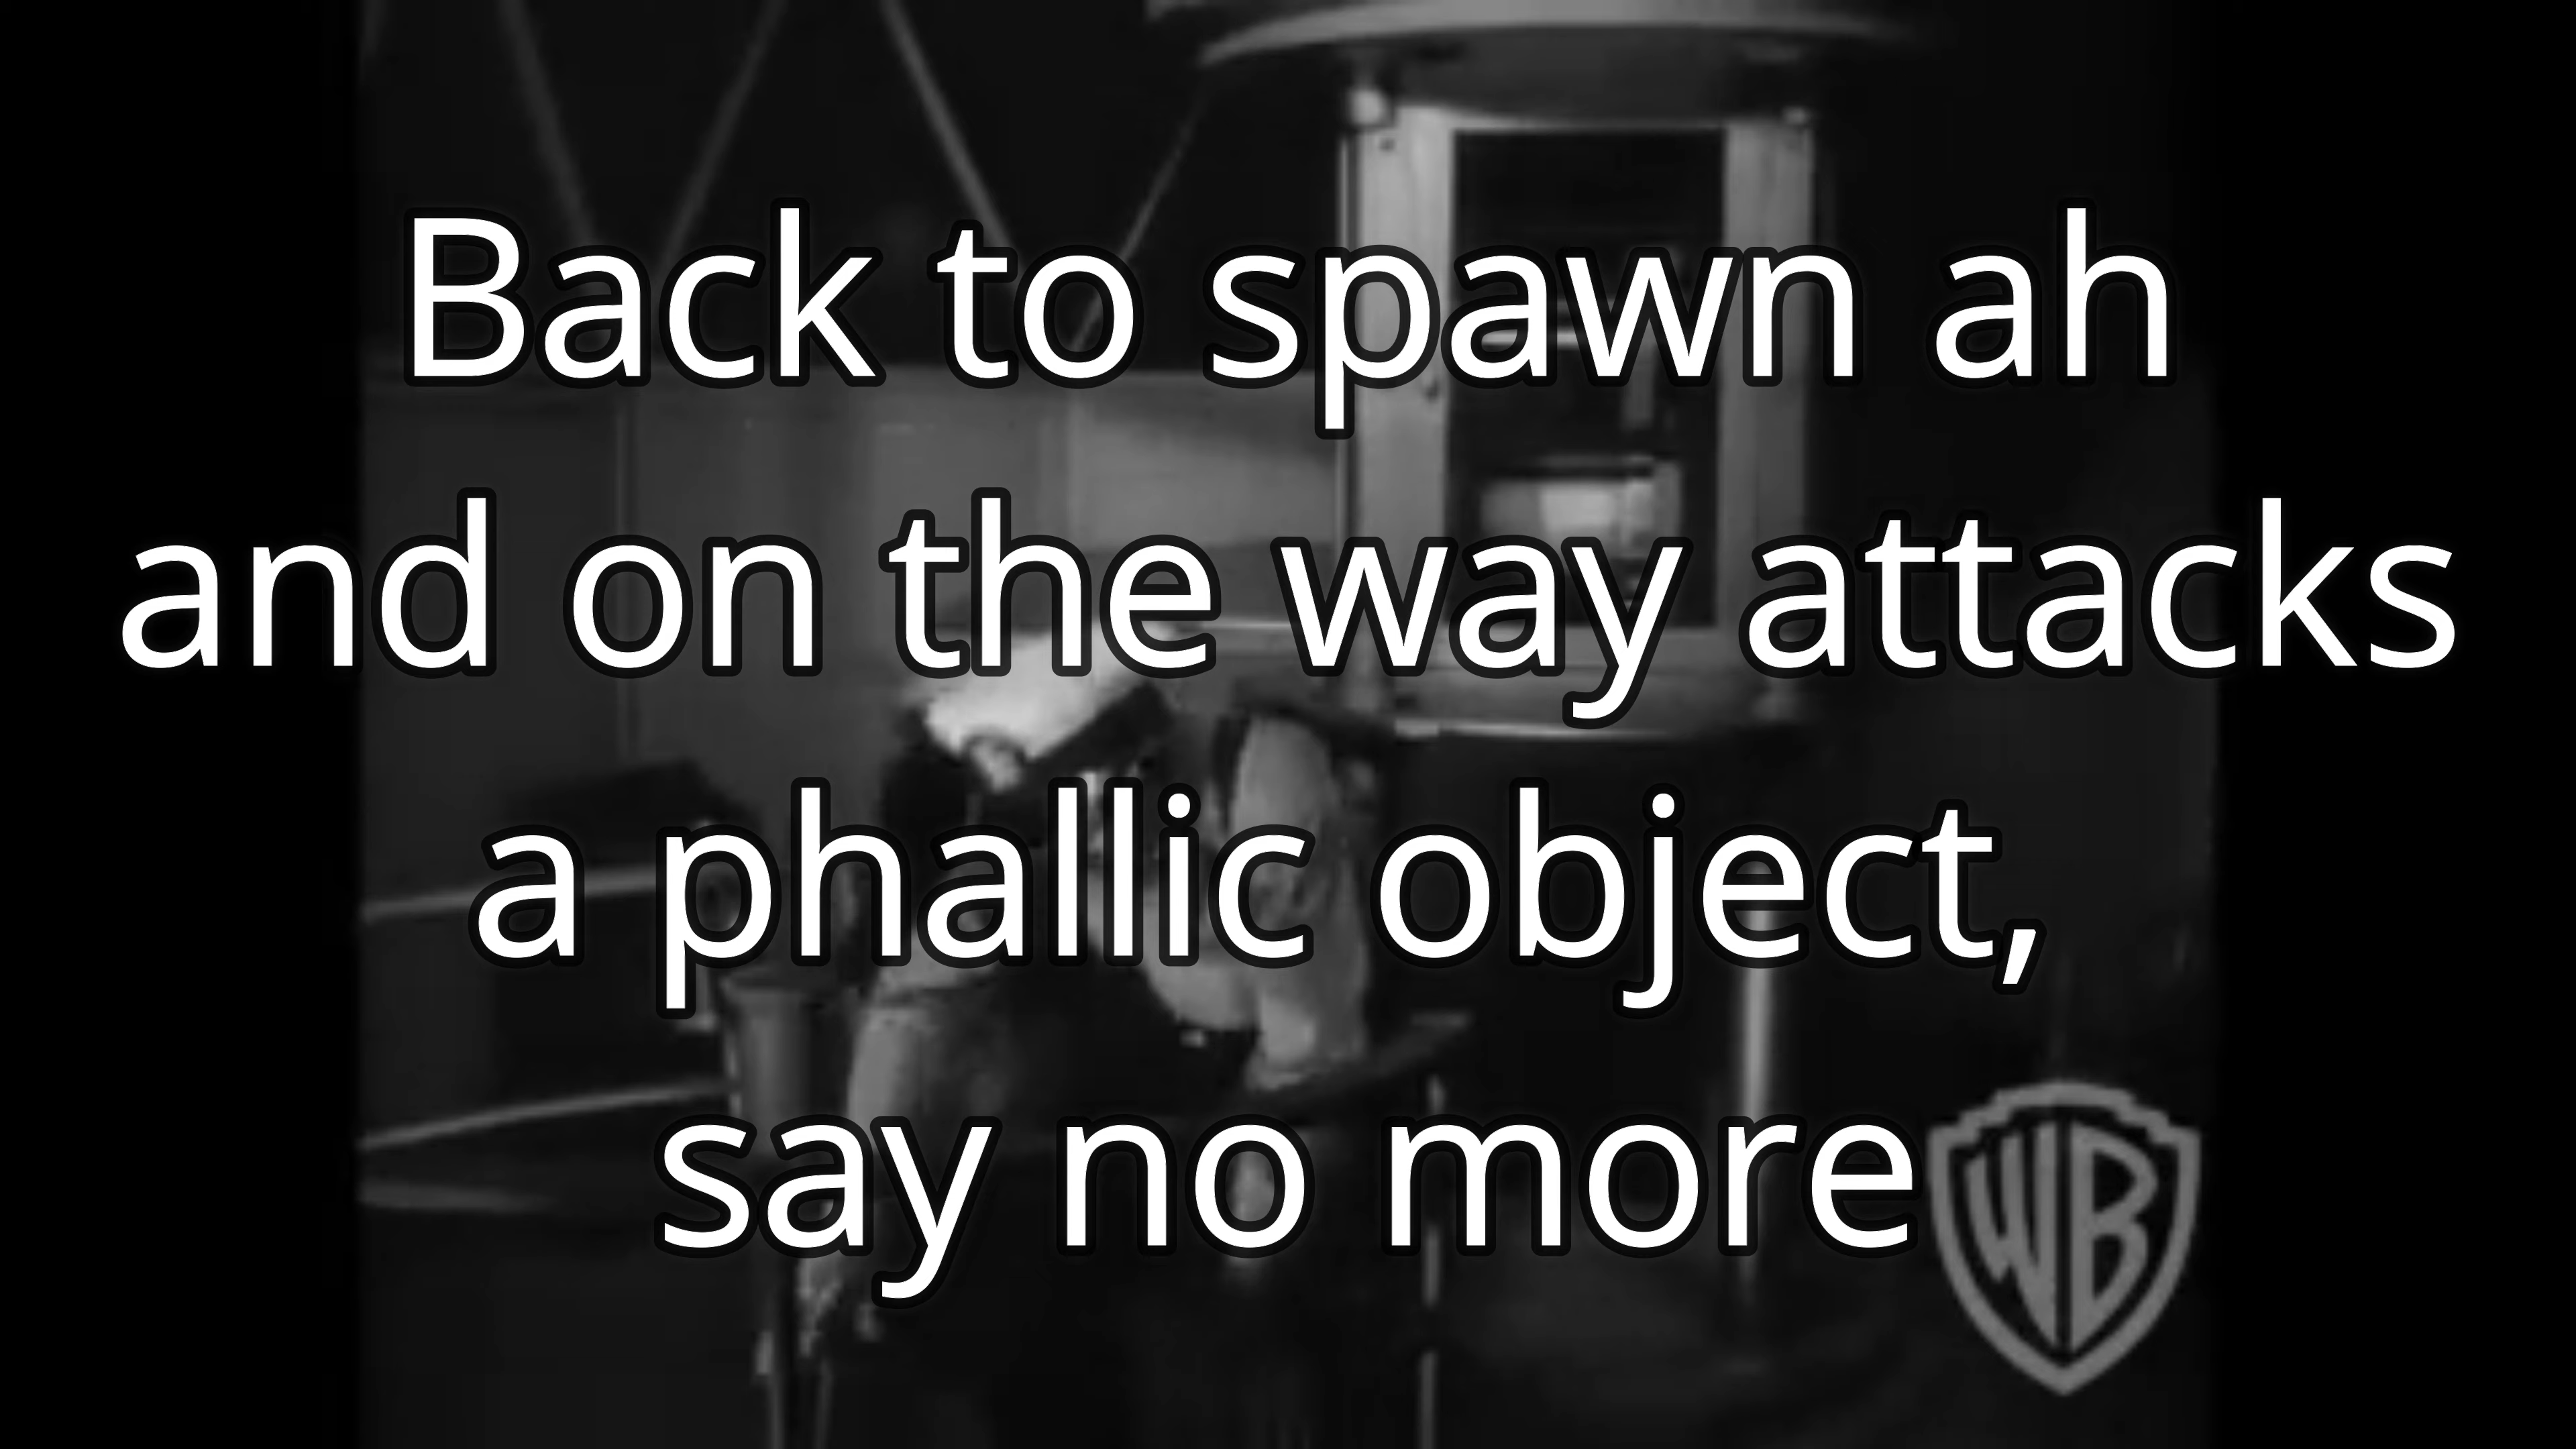 Back to spawn ah
and on the way attacks
a phallic object,
say no more
WB